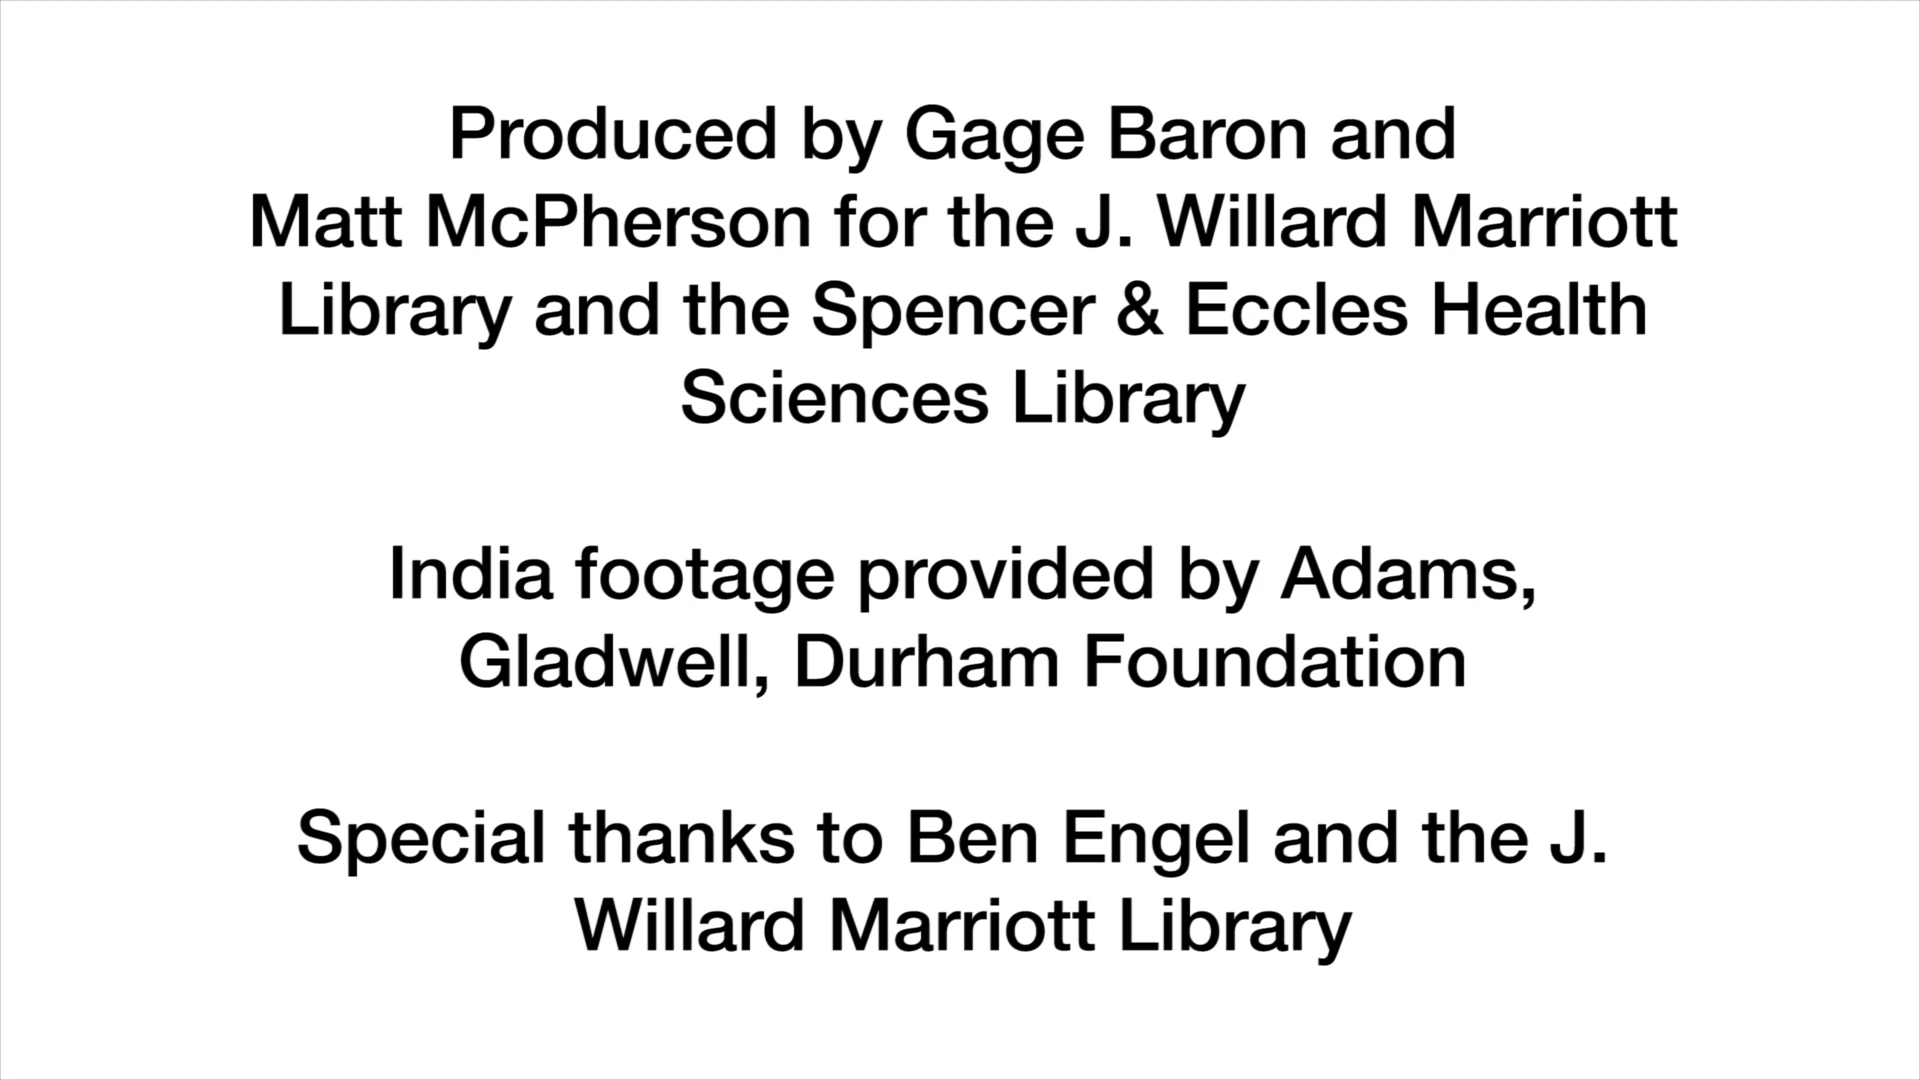 Produced by Gage Baron and
Matt McPherson for the J. Willard Marriott
Library and the Spencer & Eccles Health
Sciences Library
India footage provided by Adams,
Gladwell, Durham Foundation
Special thanks to Ben Engel and the J.
Willard Marriott Library